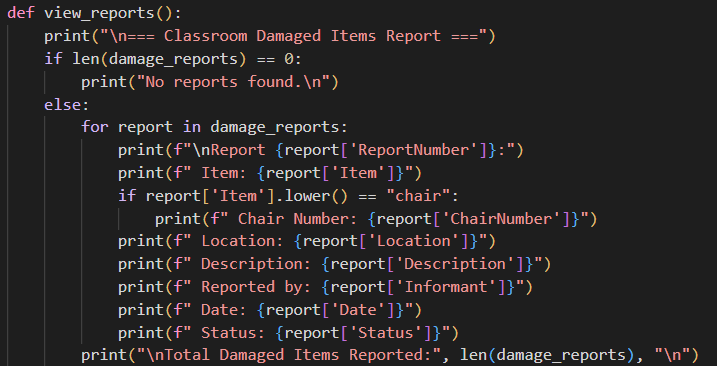 def view_reports():
    print("\n=== Classroom Damaged Items Report ===")
    if len(damage_reports) == 0:
        print("No reports found.\n")
    else:
        for report in damage_reports:
            print(f"\nReport {report['ReportNumber']}:")
            print(f" Item: {report['Item']}")
            if report['Item'].lower() == "chair":
                print(f" Chair Number: {report['ChairNumber']}")
            print(f" Location: {report['Location']}")
            print(f" Description: {report['Description']}")
            print(f" Reported by: {report['Informant']}")
            print(f" Date: {report['Date']}")
            print(f" Status: {report['Status']}")
        print("\nTotal Damaged Items Reported:", len(damage_reports), "\n")